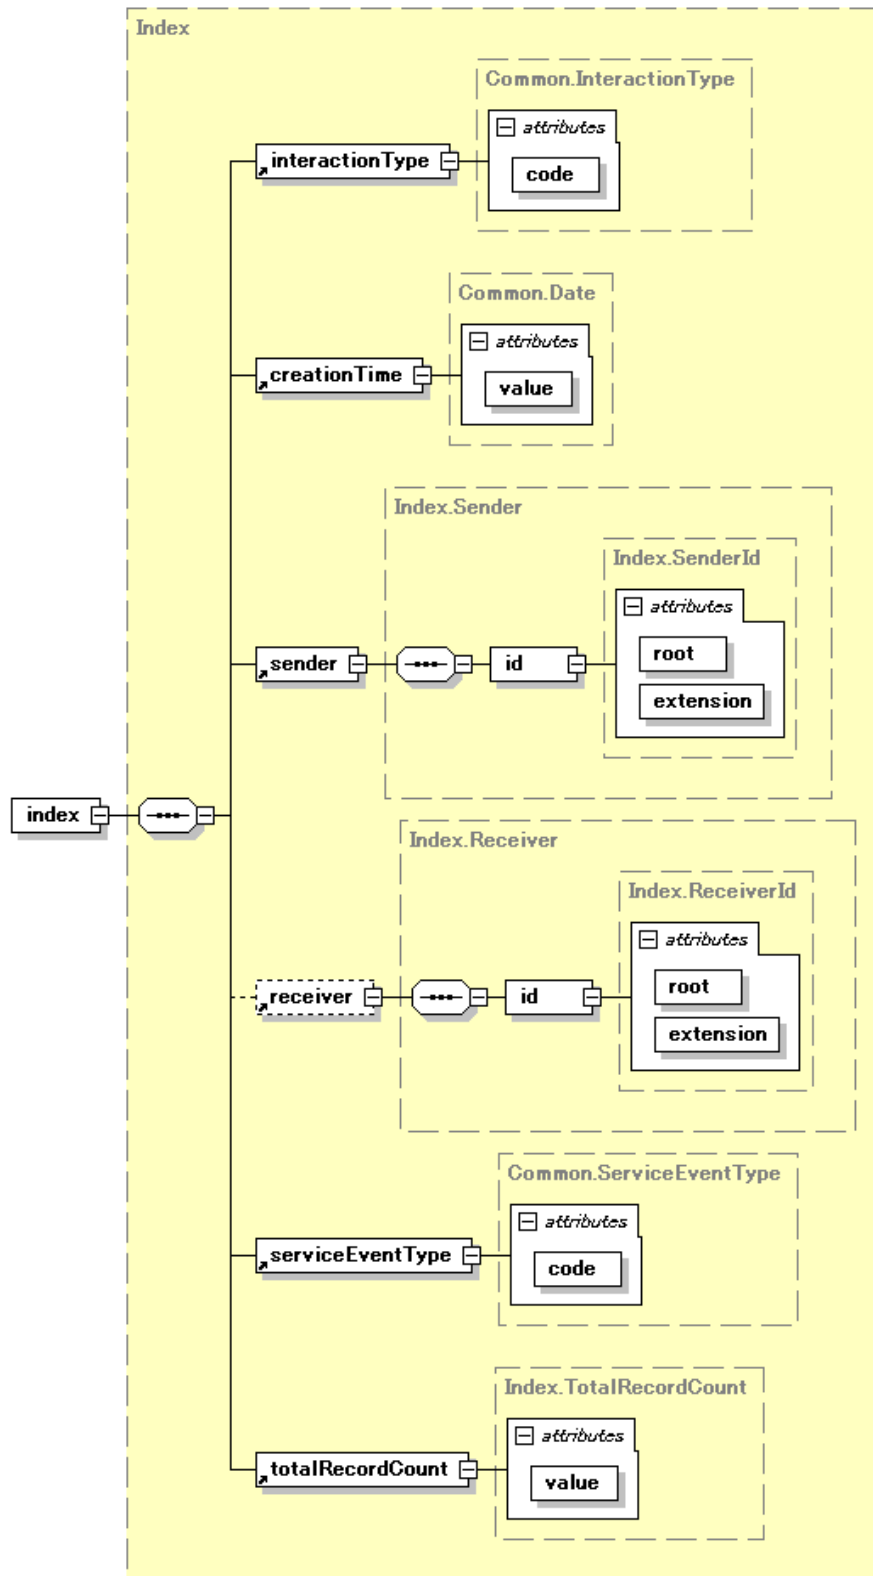 Index
Common.InteractionType
attributes
interactionType
code
Common.Date
attributes
creationTime
value
Index.Sender
Index.SenderId
attributes
sender
id
root
extension
index
Index.Receiver
Index.ReceiverId
attributes
receiver
id
root
extension
Common.ServiceEventType
attributes
serviceEventType
code
Index.TotalRecordCount
attributes
totalRecordCount
value